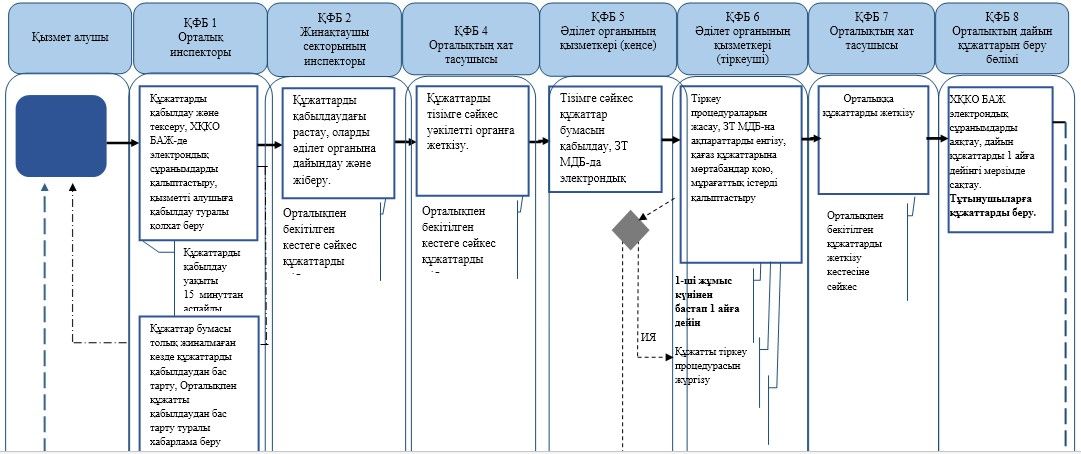 Қызмет алушы
ҚФБ 1
Орталық
инспекторы
ҚФБ 2
Жинақтаушы
секторының
инспекторы
ҚФБ 4
Орталықтың хат
тасушысы
ҚФБ 5
Әділет органының
қызметкері (кеңсе)
ҚФБ 6
Әділет органының
қызметкері
(тіркеуші)
ҚФБ 7
Орталықтың хат
тасушысы
ҚФБ 8
Орталықтың дайын
құжаттарын беру
бөлімі
Құжаттарды
қабылдау және
тексеру, ХҚКО
БАЖ-де
электондық
сұранымдарды
қалыптастыру,
қызметті алушыға
қабылдау туралы
қолхат беру
Құжаттарды
қабылдау
уақыты
15 минуттан
аспайды
Құжаттар бумасы
толық жиналмаған
кезде құжаттарды
қабылдаудан бас
тарту, Орталықпен
құжатты
қабылдаудан бас
тарту туралы
хабарлама беру
Құжаттарды
қабылдаудағы
растау, оларды
әділет органына
дайындау және
жіберу.
Орталықпен
бекітілген
кестеге сәйкес
құжаттарды
Құжаттарды
тізімге сәйкес
уәкілетті органға
жеткізу.
Орталықпен
бекітілген
кестеге сәйкес
құжаттарды
Тізімге сәйкес
құжаттар
бумасын
қабылдау, ЗТ
МДБ-да
электондық
Тіркеу
процедураларын
жасау, ЗТ МДБ-на
ақпараттарды енгізу,
қағаз құжаттарына
мөртабандар қою,
мұрағаттық істерді
қалыптастыру
1-ші жұмыс
күнінен
бастап 1 айға
дейін
ИЯ
Құжатты тіркеу
процедурасын
жүргізу
Орталыққа
құжаттарды жеткізу
Орталықпен
бекітілген
құжаттарды
жеткізу
кестесіне
сәйкес
ХҚКО БАЖ
электондық
сұранымдарды
аяқтау, дайын
құжаттарды 1 айға
дейінгі мерзімде
сақтау.
Тұтынушыларға
құжаттарды беру.